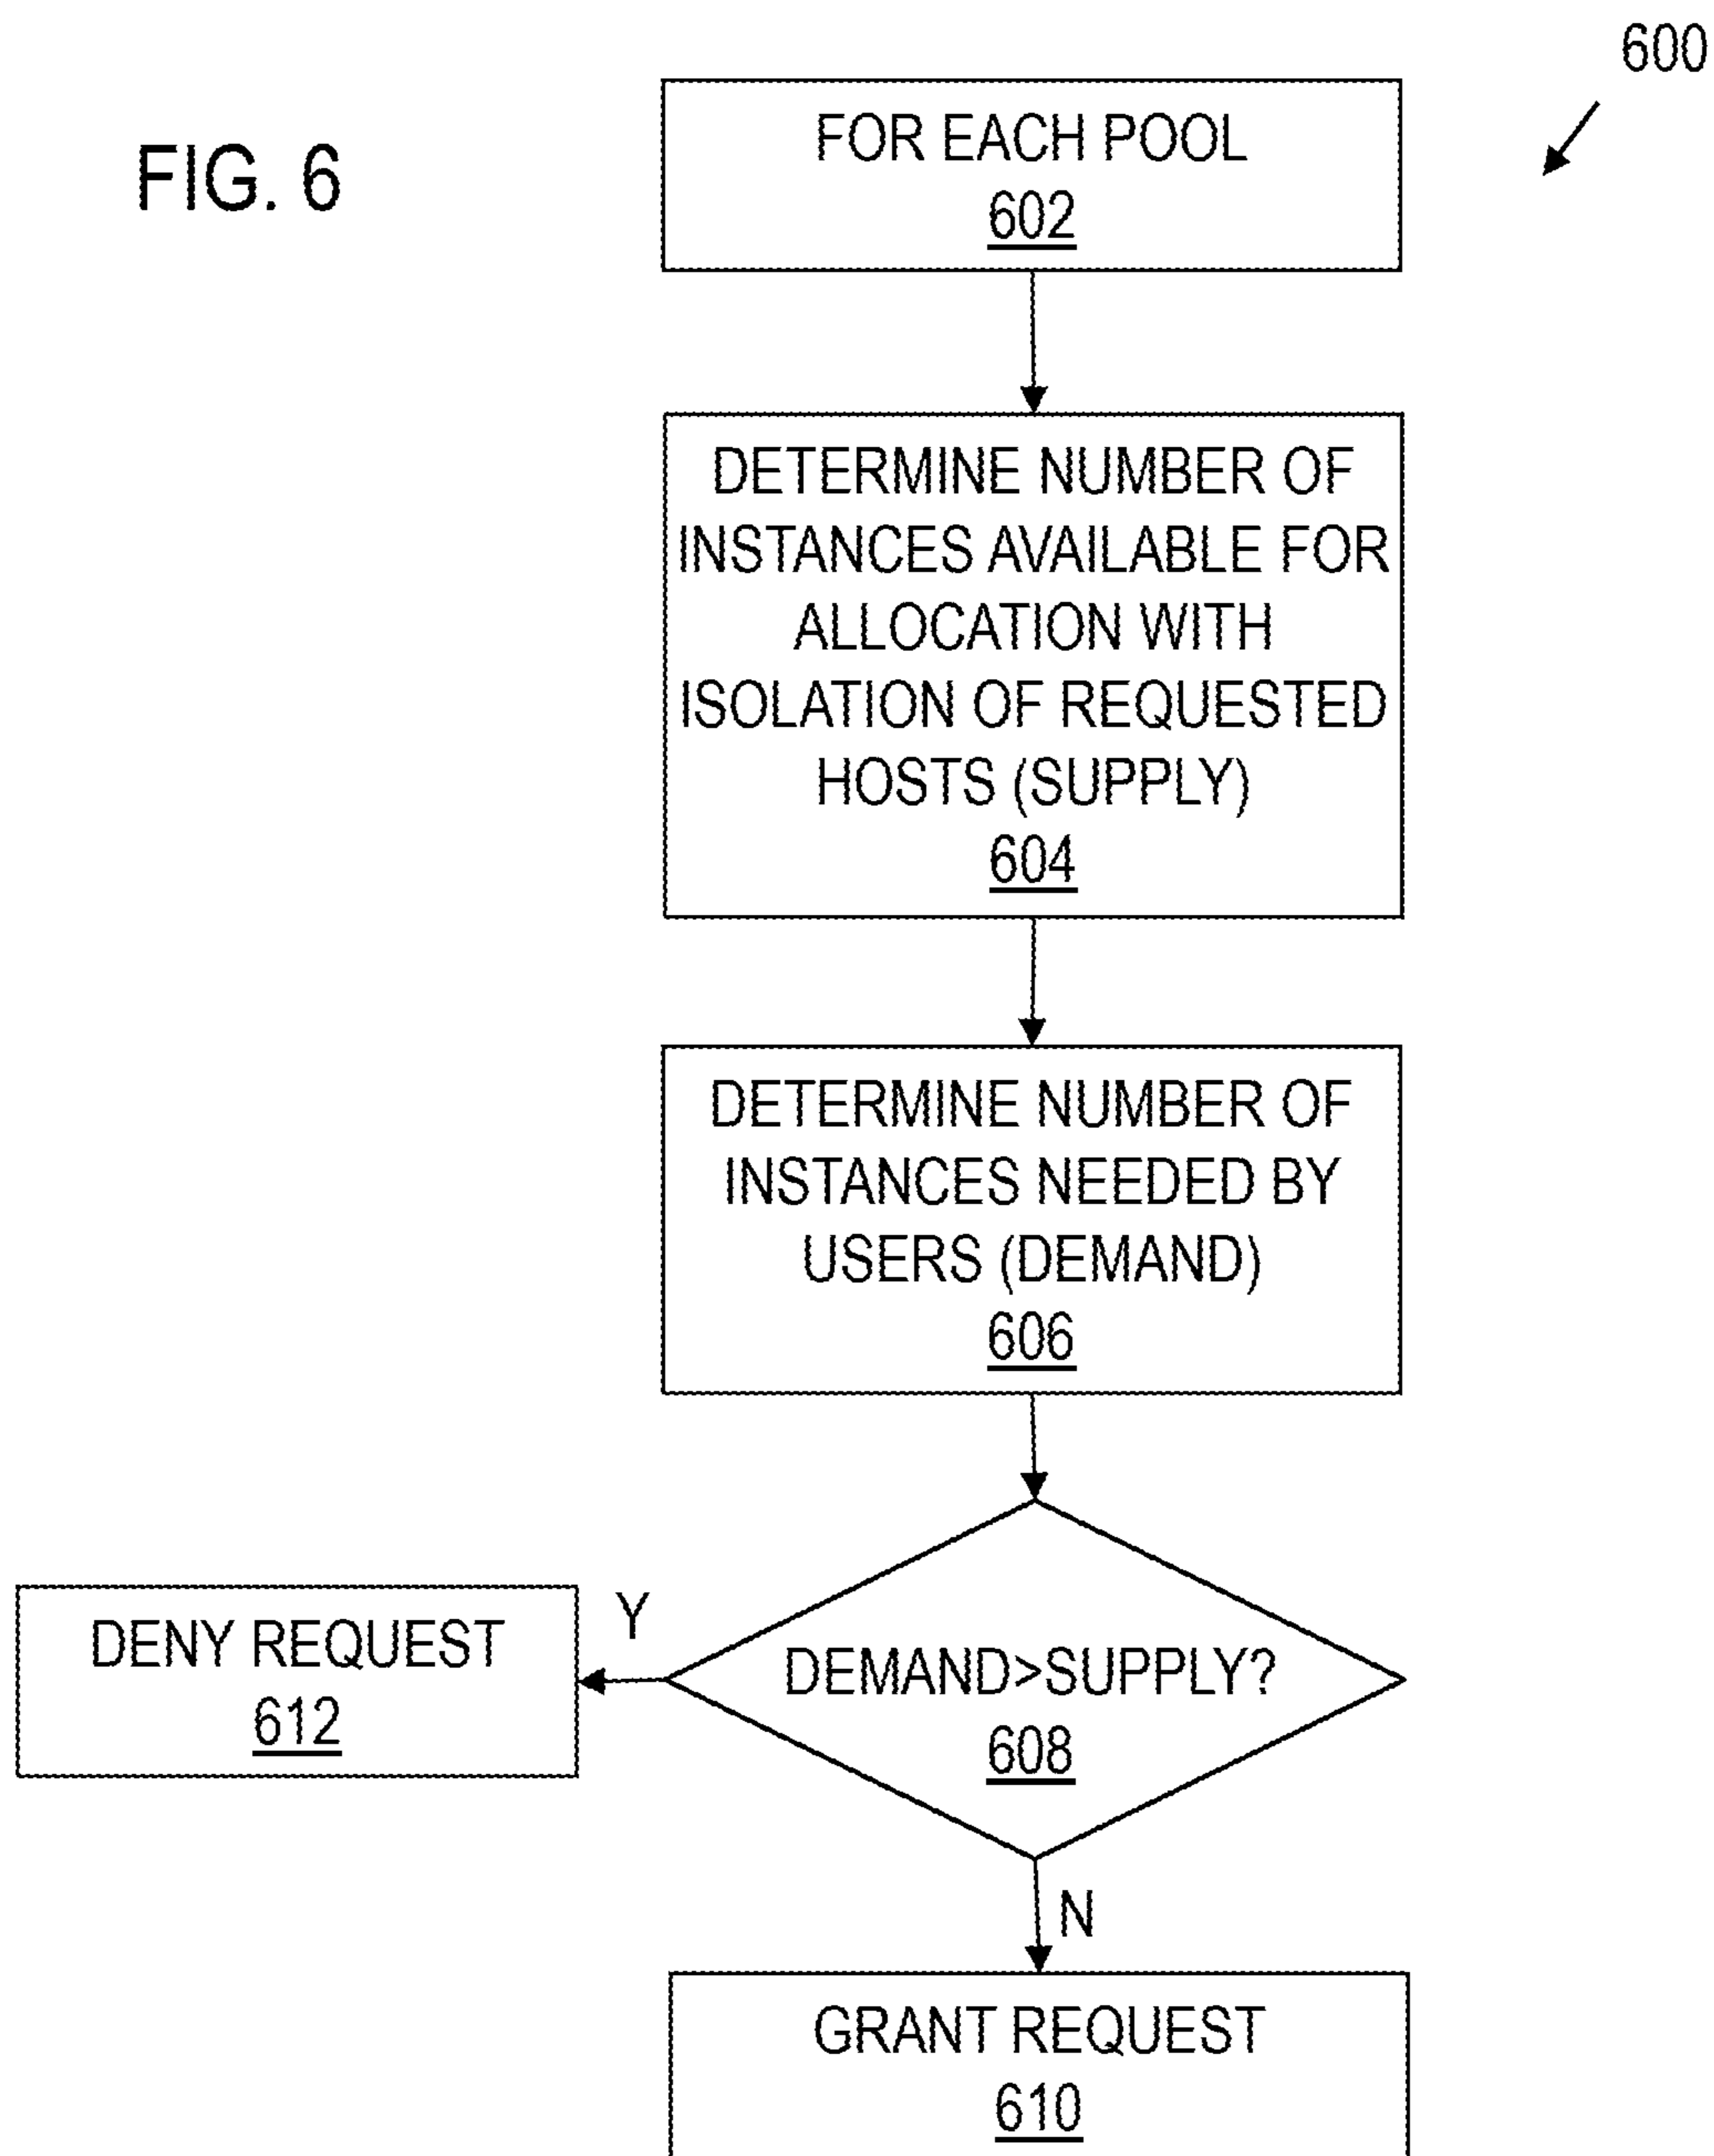 600
FIG. 6
FOR EACH POOL
602
DETERMINE NUMBER OF
INSTANCES AVAILABLE FOR
ALLOCATION WITH
ISOLATION OF REQUESTED
HOSTS (SUPPLY)
604
DETERMINE NUMBER OF
INSTANCES NEEDED BY
USERS (DEMAND)
606
DEMAND>SUPPLY?
608
Y
DENY REQUEST
612
N
GRANT REQUEST
610